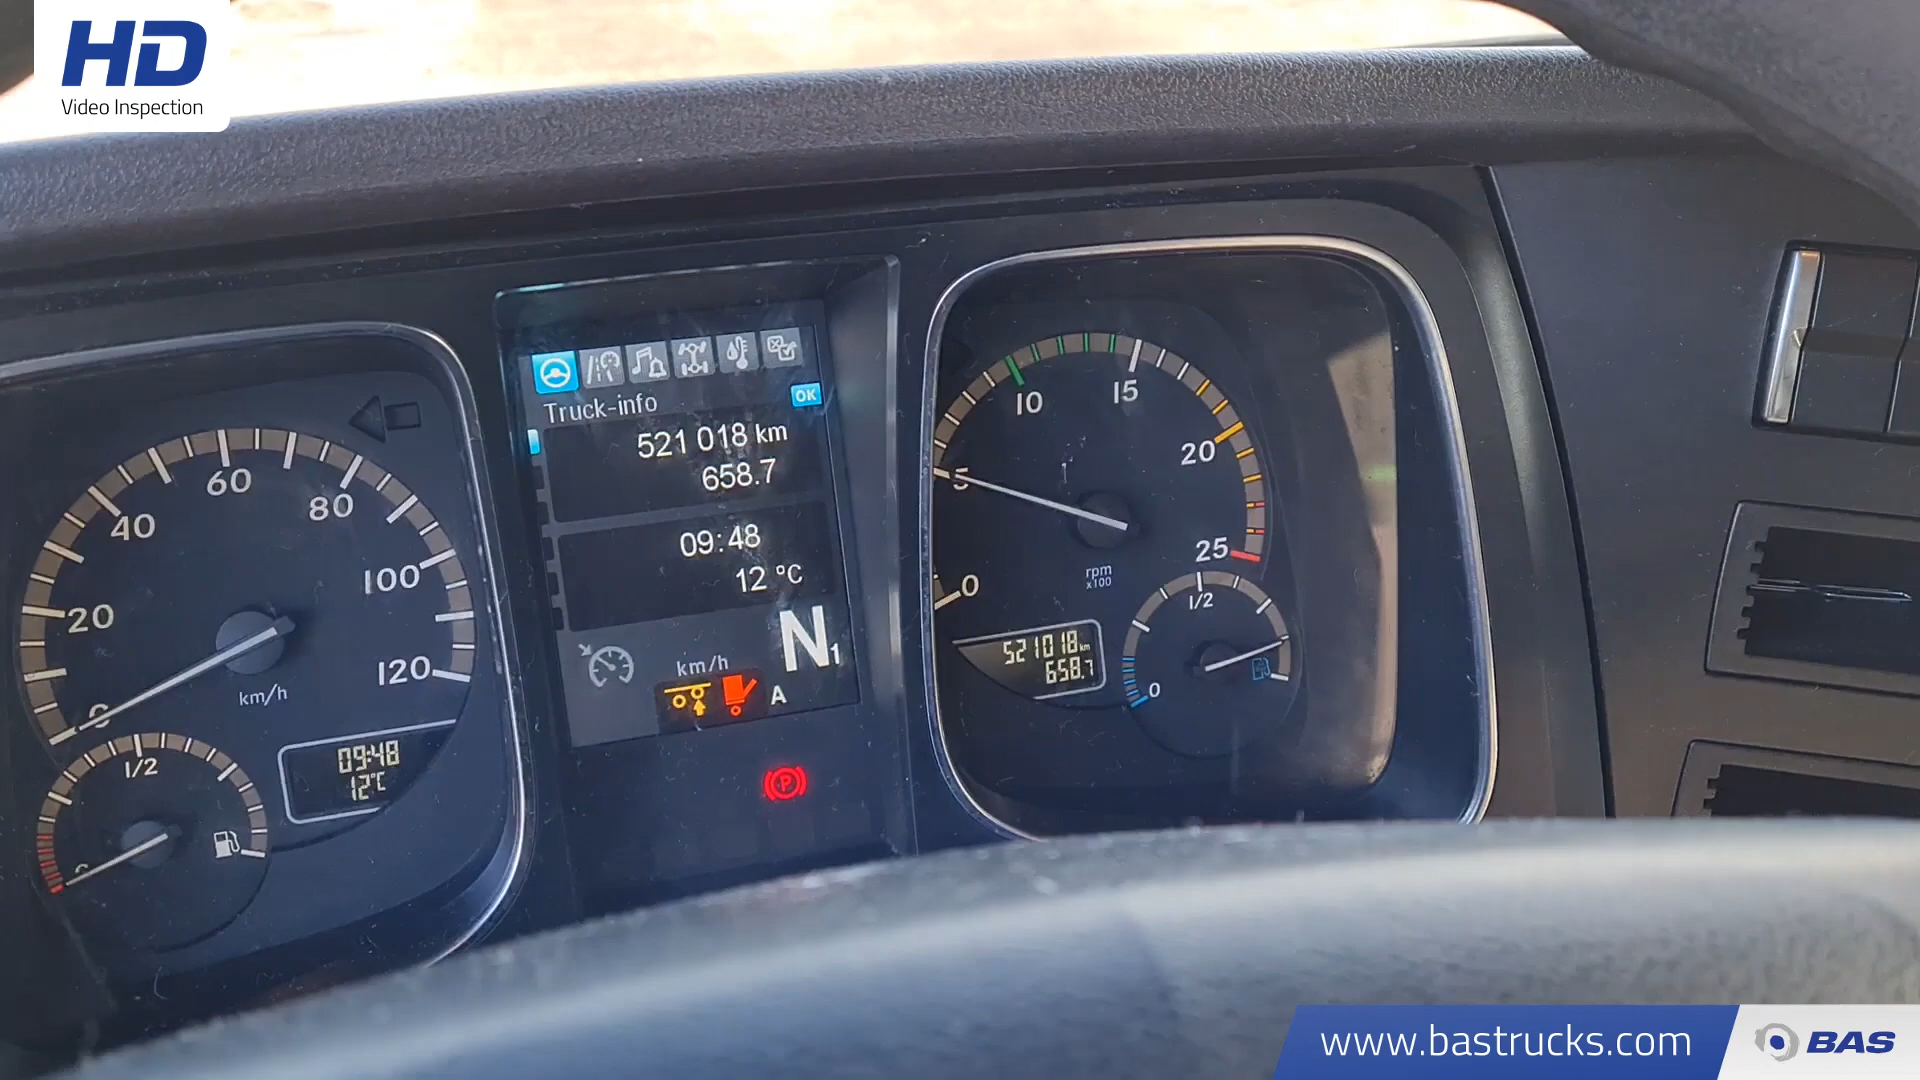 HD
Video Inspection
Truck-info
OK
521 018 km
658.7
09:48
12 °C
N1
km/h
A
P
0
20
40
60
80
100
120
km/h
09:48
12°C
0
1/2
0
5
10
15
20
25
rpm
x100
521018 km
658.7
1/2
0
www.bastrucks.com
BAS